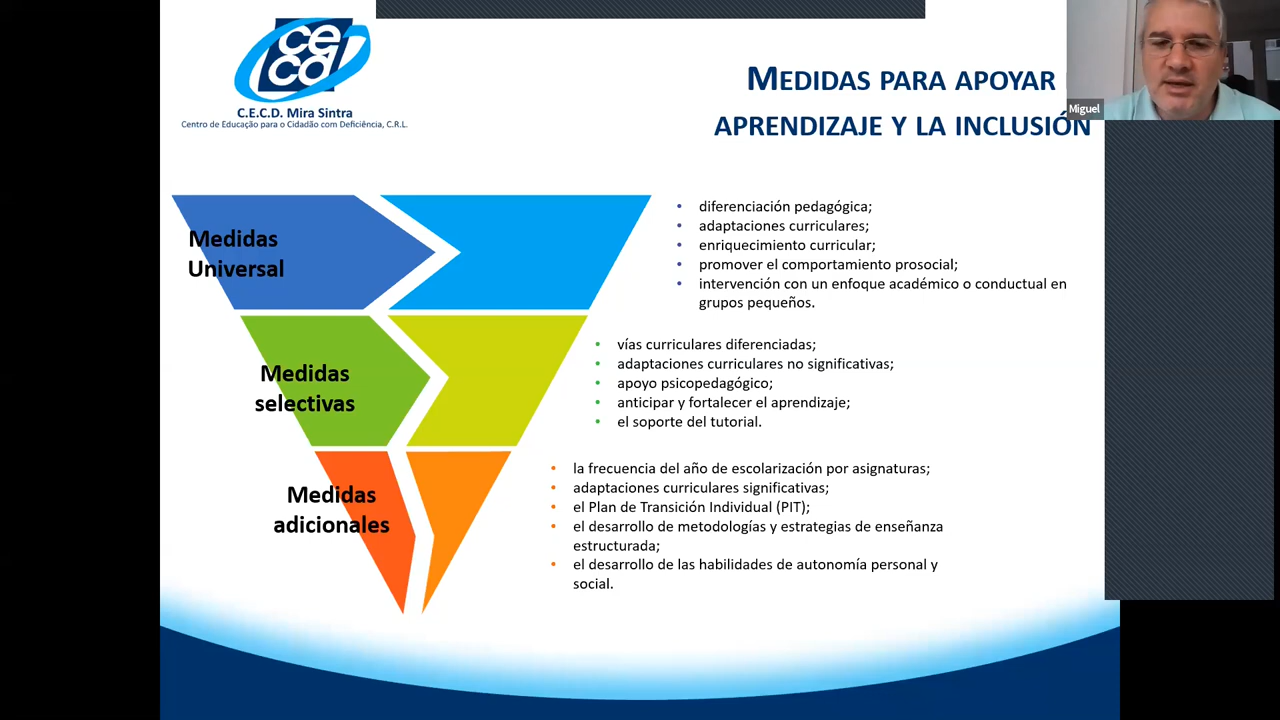 ce
cd
C.E.C.D. Mira Sintra
Centro de Educação para o Cidadão com Deficiência, C.R.L.
MEDIDAS PARA APOYAR
APRENDIZAJE Y LA INCLUSIÓN
Miguel
Medidas
Universal
• diferenciación pedagógica;
• adaptaciones curriculares;
• enriquecimiento curricular;
• promover el comportamiento prosocial;
• intervención con un enfoque académico o conductual en
grupos pequeños.
Medidas
selectivas
• vías curriculares diferenciadas;
• adaptaciones curriculares no significativas;
• apoyo psicopedagógico;
• anticipar y fortalecer el aprendizaje;
• el soporte del tutorial.
Medidas
adicionales
• la frecuencia del año de escolarización por asignaturas;
• adaptaciones curriculares significativas;
• el Plan de Transición Individual (PIT);
• el desarrollo de metodologías y estrategias de enseñanza
estructurada;
• el desarrollo de las habilidades de autonomía personal y
social.